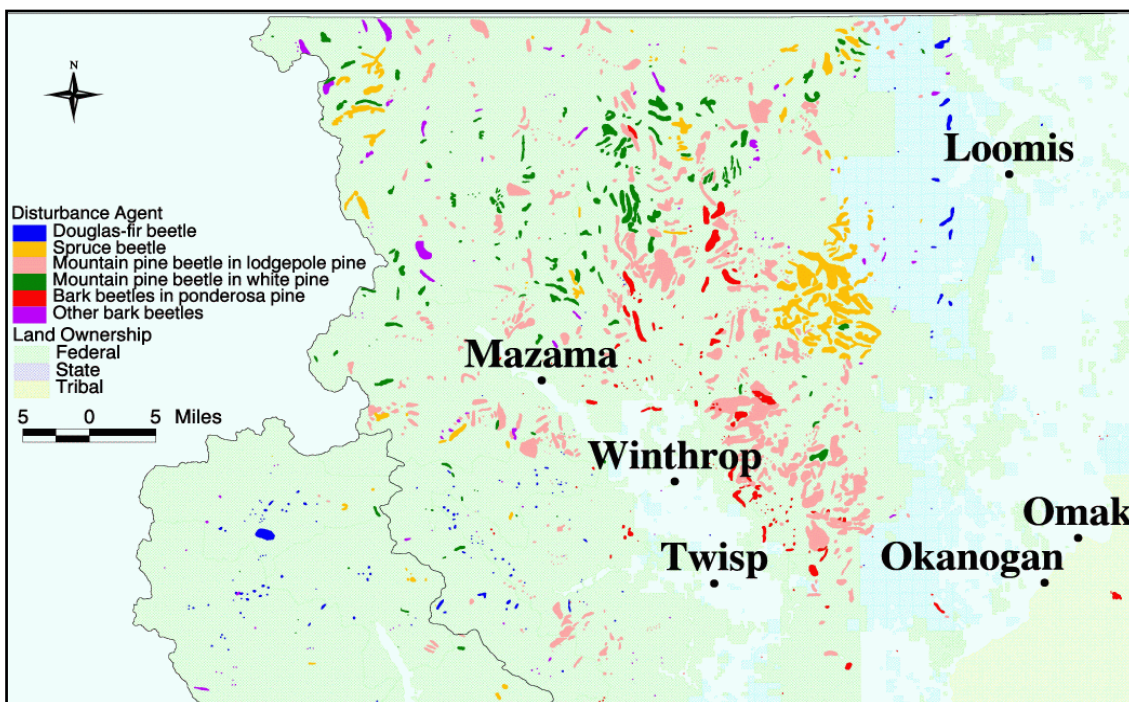 N
Loomis
Disturbance Agent
Douglas-fir beetle
Spruce beetle
Mountain pine beetle in lodgepole pine
Mountain pine beetle in white pine
Bark beetles in ponderosa pine
Other bark beetles
Land Ownership
Federal
State
Tribal
5 0 5 Miles
Mazama
Winthrop
Omak
Twisp
Okanogan